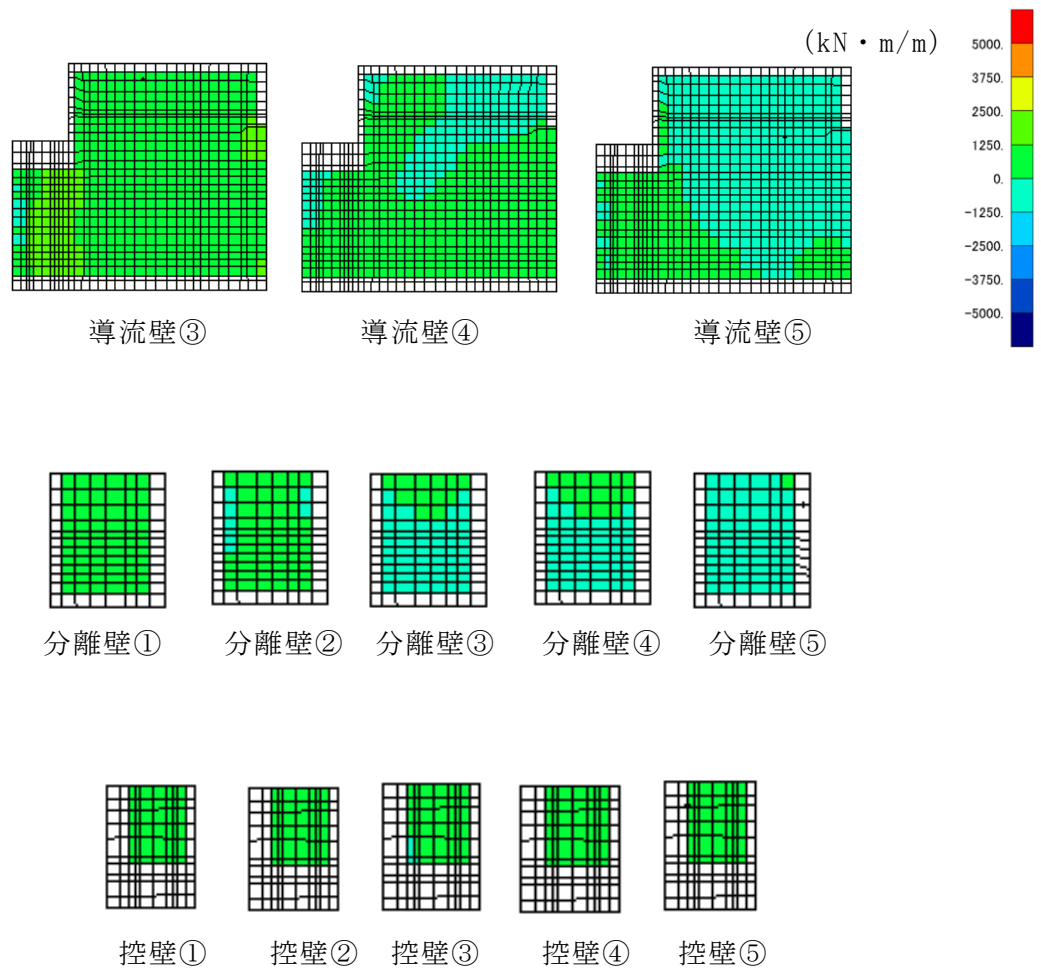 (kN・m/m)
5000.
3750.
2500.
1250.
0.
-1250.
-2500.
-3750.
-5000.
導流壁③ 導流壁④ 導流壁⑤
分離壁① 分離壁② 分離壁③ 分離壁④ 分離壁⑤
控壁① 控壁② 控壁③ 控壁④ 控壁⑤